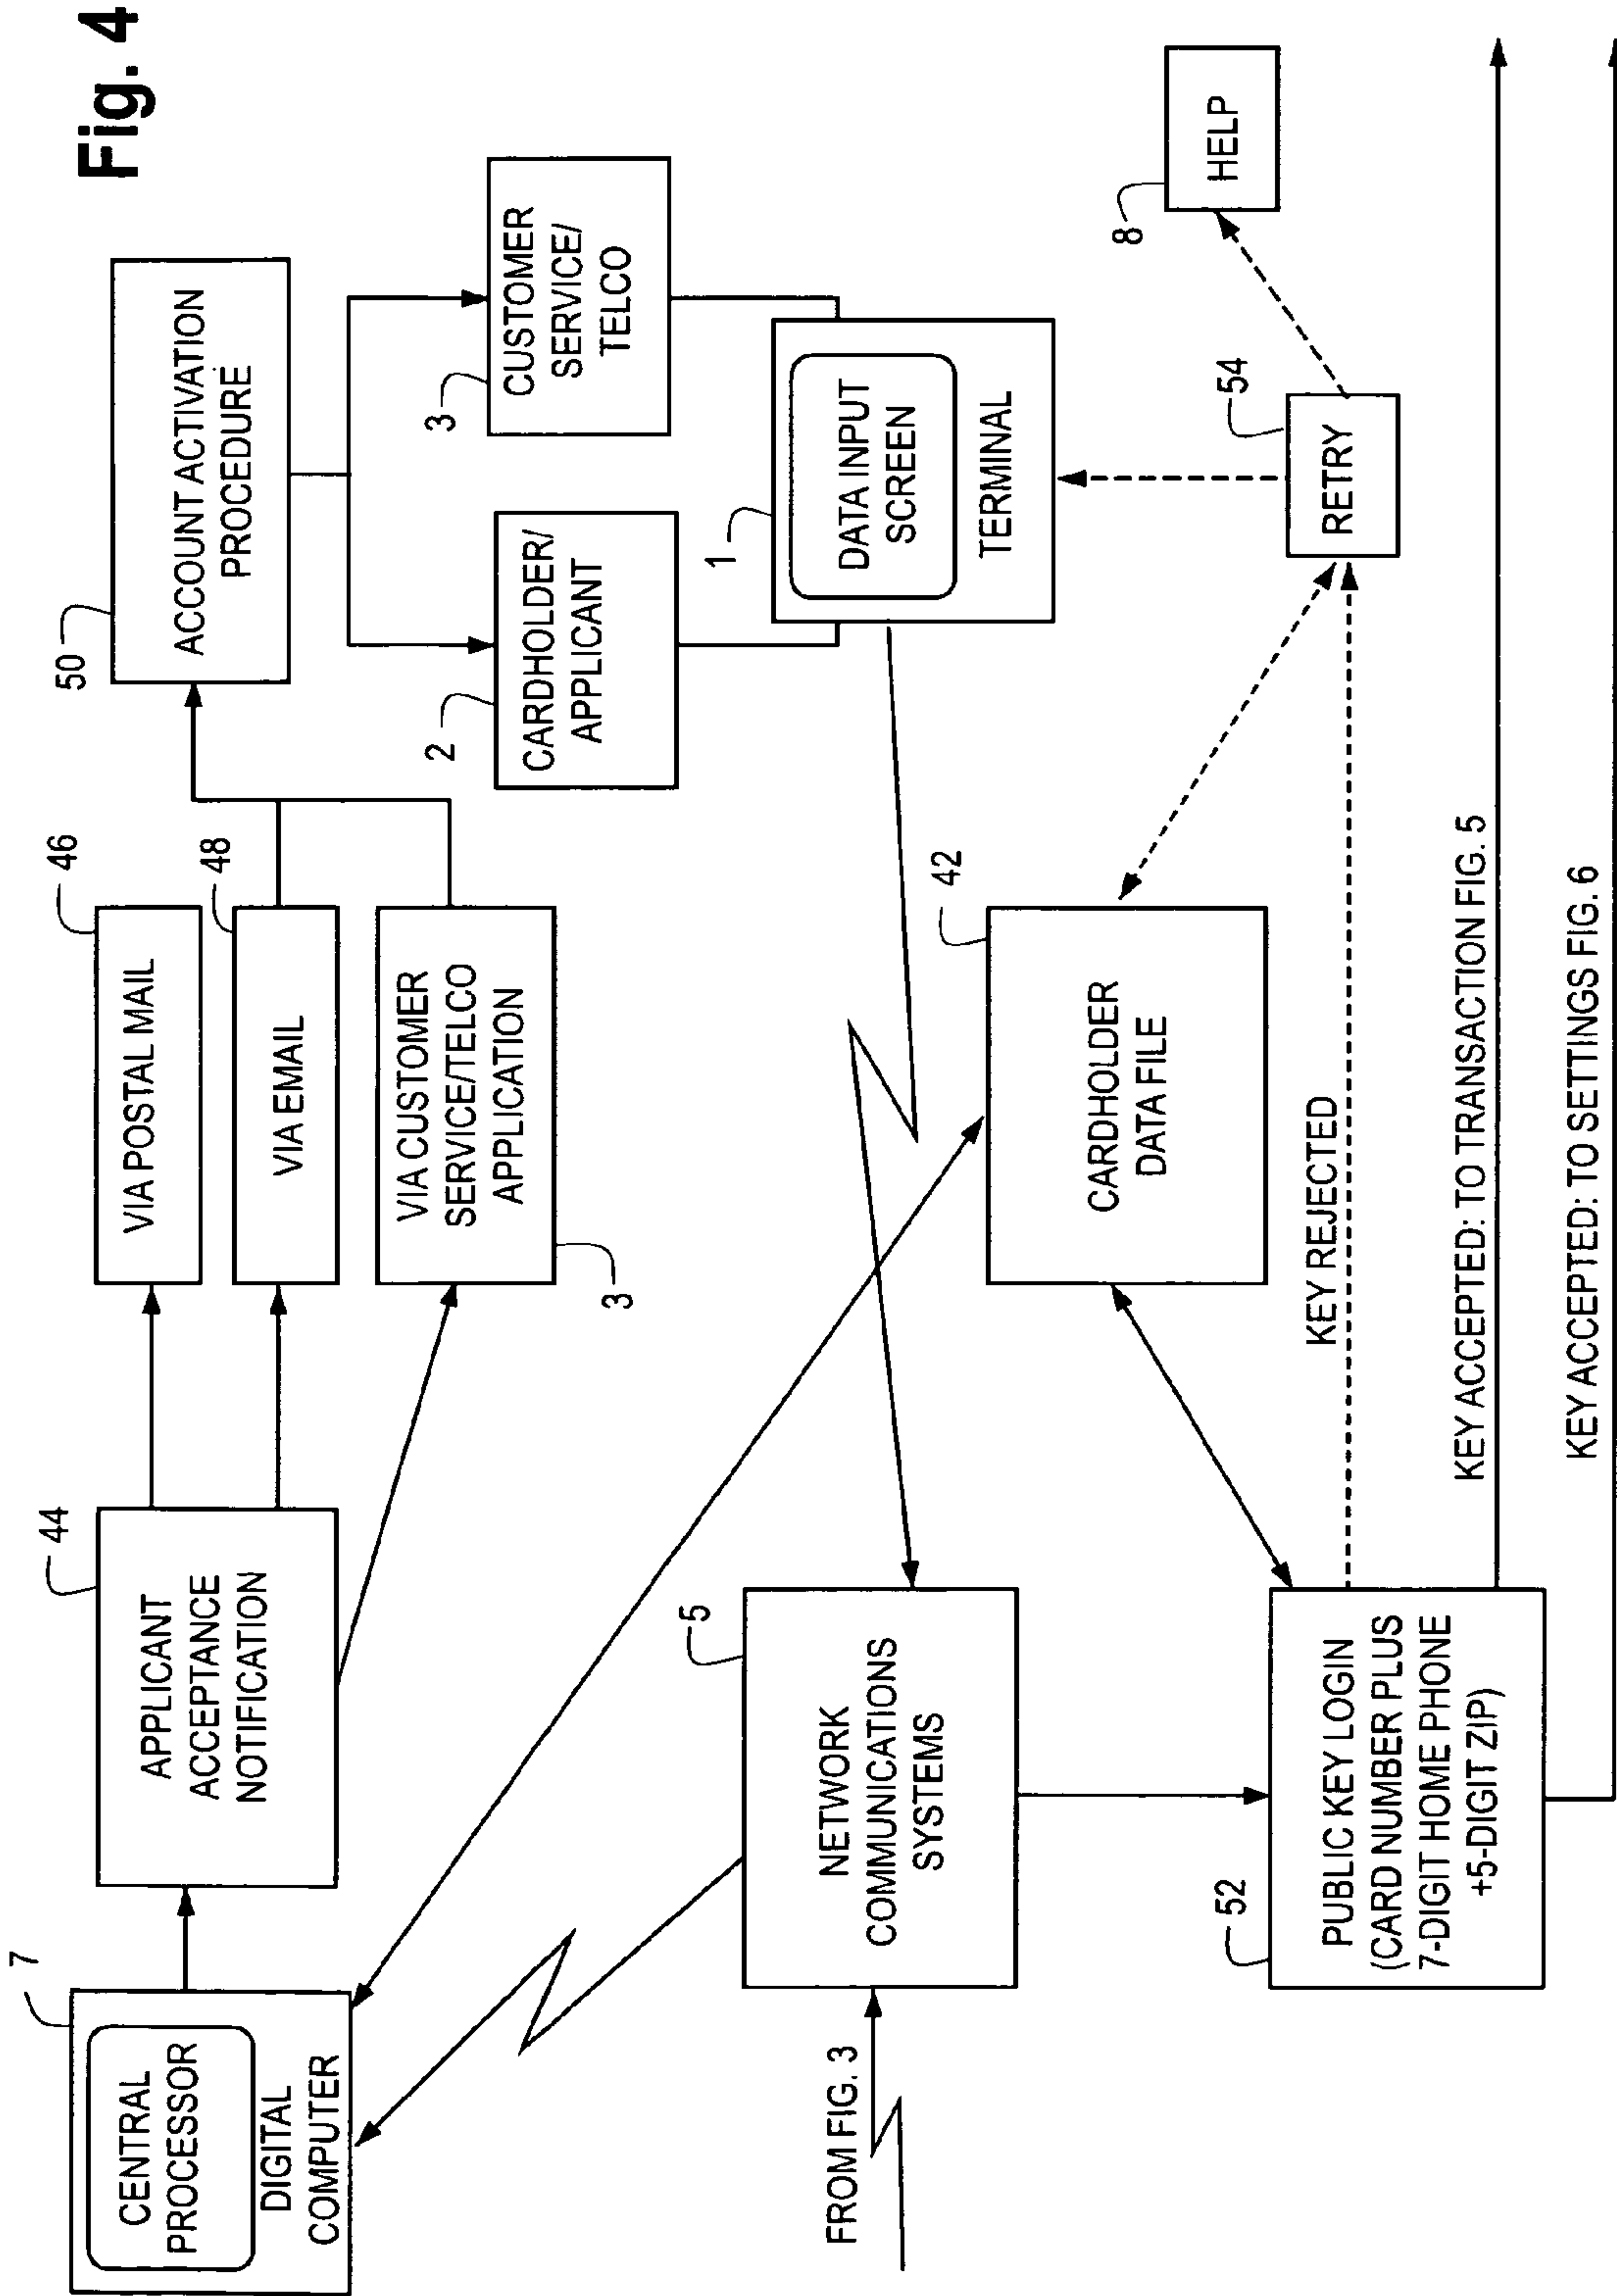 Fig. 4
7
CENTRAL
PROCESSOR
DIGITAL
COMPUTER
44
APPLICANT
ACCEPTANCE
NOTIFICATION
46
VIA POSTAL MAIL
48
VIA EMAIL
VIA CUSTOMER
SERVICE/TELCO
APPLICATION
3
50
ACCOUNT ACTIVATION
PROCEDURE
2
CARDHOLDER/
APPLICANT
3
CUSTOMER
SERVICE/
TELCO
1
DATA INPUT
SCREEN
TERMINAL
FROM FIG. 3
5
NETWORK
COMMUNICATIONS
SYSTEMS
42
CARDHOLDER
DATA FILE
54
RETRY
8
HELP
52
PUBLIC KEY LOGIN
(CARD NUMBER PLUS
7-DIGIT HOME PHONE
+5-DIGIT ZIP)
KEY REJECTED
KEY ACCEPTED: TO TRANSACTION FIG. 5
KEY ACCEPTED: TO SETTINGS FIG. 6